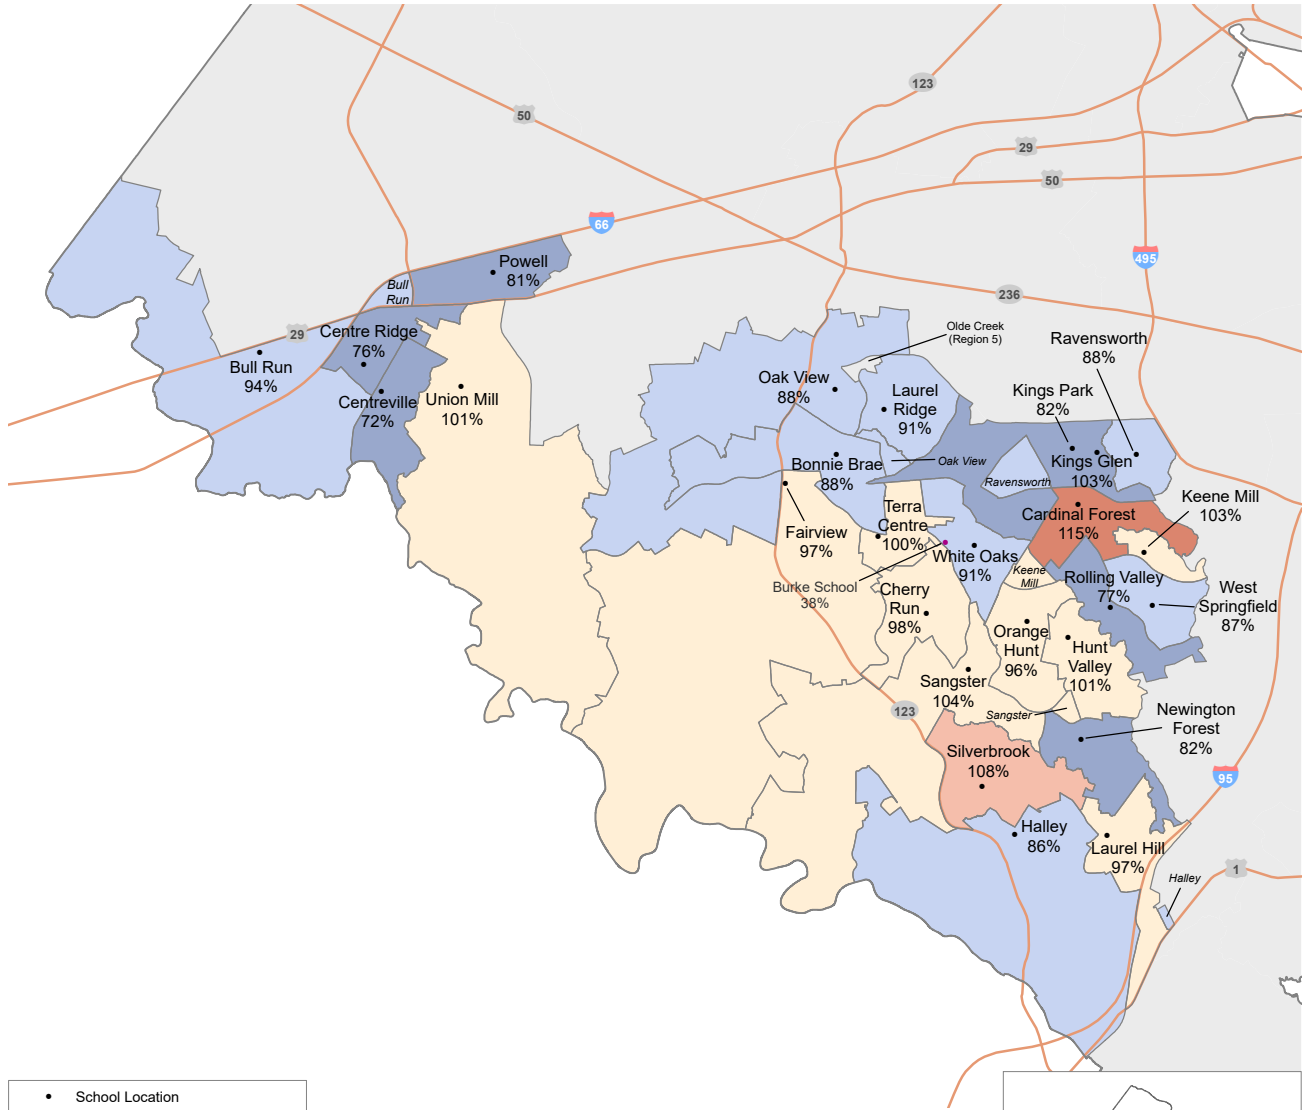 123
50
29
50
66
495
236
29
Powell
81%
Bull
Run
Centre Ridge
76%
Bull Run
94%
Centreville
72%
Union Mill
101%
Olde Creek
(Region 5)
Ravensworth
88%
Oak View
88%
Laurel
Ridge
91%
Kings Park
82%
Bonnie Brae
88%
Oak View
Kings Glen
103%
Ravensworth
Keene Mill
103%
Cardinal Forest
115%
Terra
Centre
100%
Fairview
97%
White Oaks
91%
Burke School
38%
Keene
Mill
Rolling Valley
77%
West
Springfield
87%
Cherry
Run
98%
Orange
Hunt
96%
Hunt
Valley
101%
Sangster
104%
Sangster
123
Newington
Forest
82%
Silverbrook
108%
95
Halley
86%
Laurel Hill
97%
Halley
1
School Location